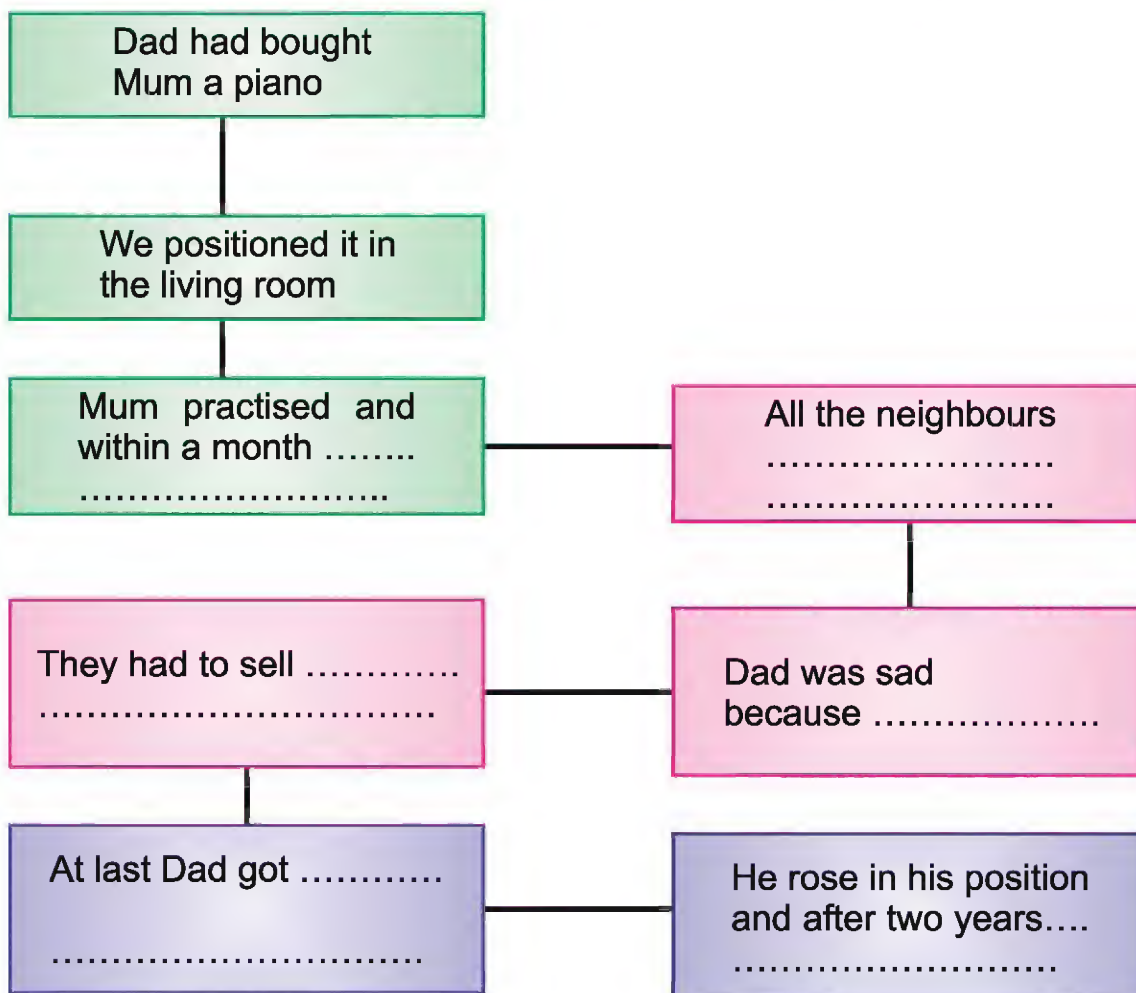 Dad had bought
Mum a piano
We positioned it in
the living room
Mum practised and
within a month ........
..........................
All the neighbours
........................
........................
Dad was sad
because ...................
They had to sell .............
.................................
At last Dad got ............
...............................
He rose in his position
and after two years....
...........................